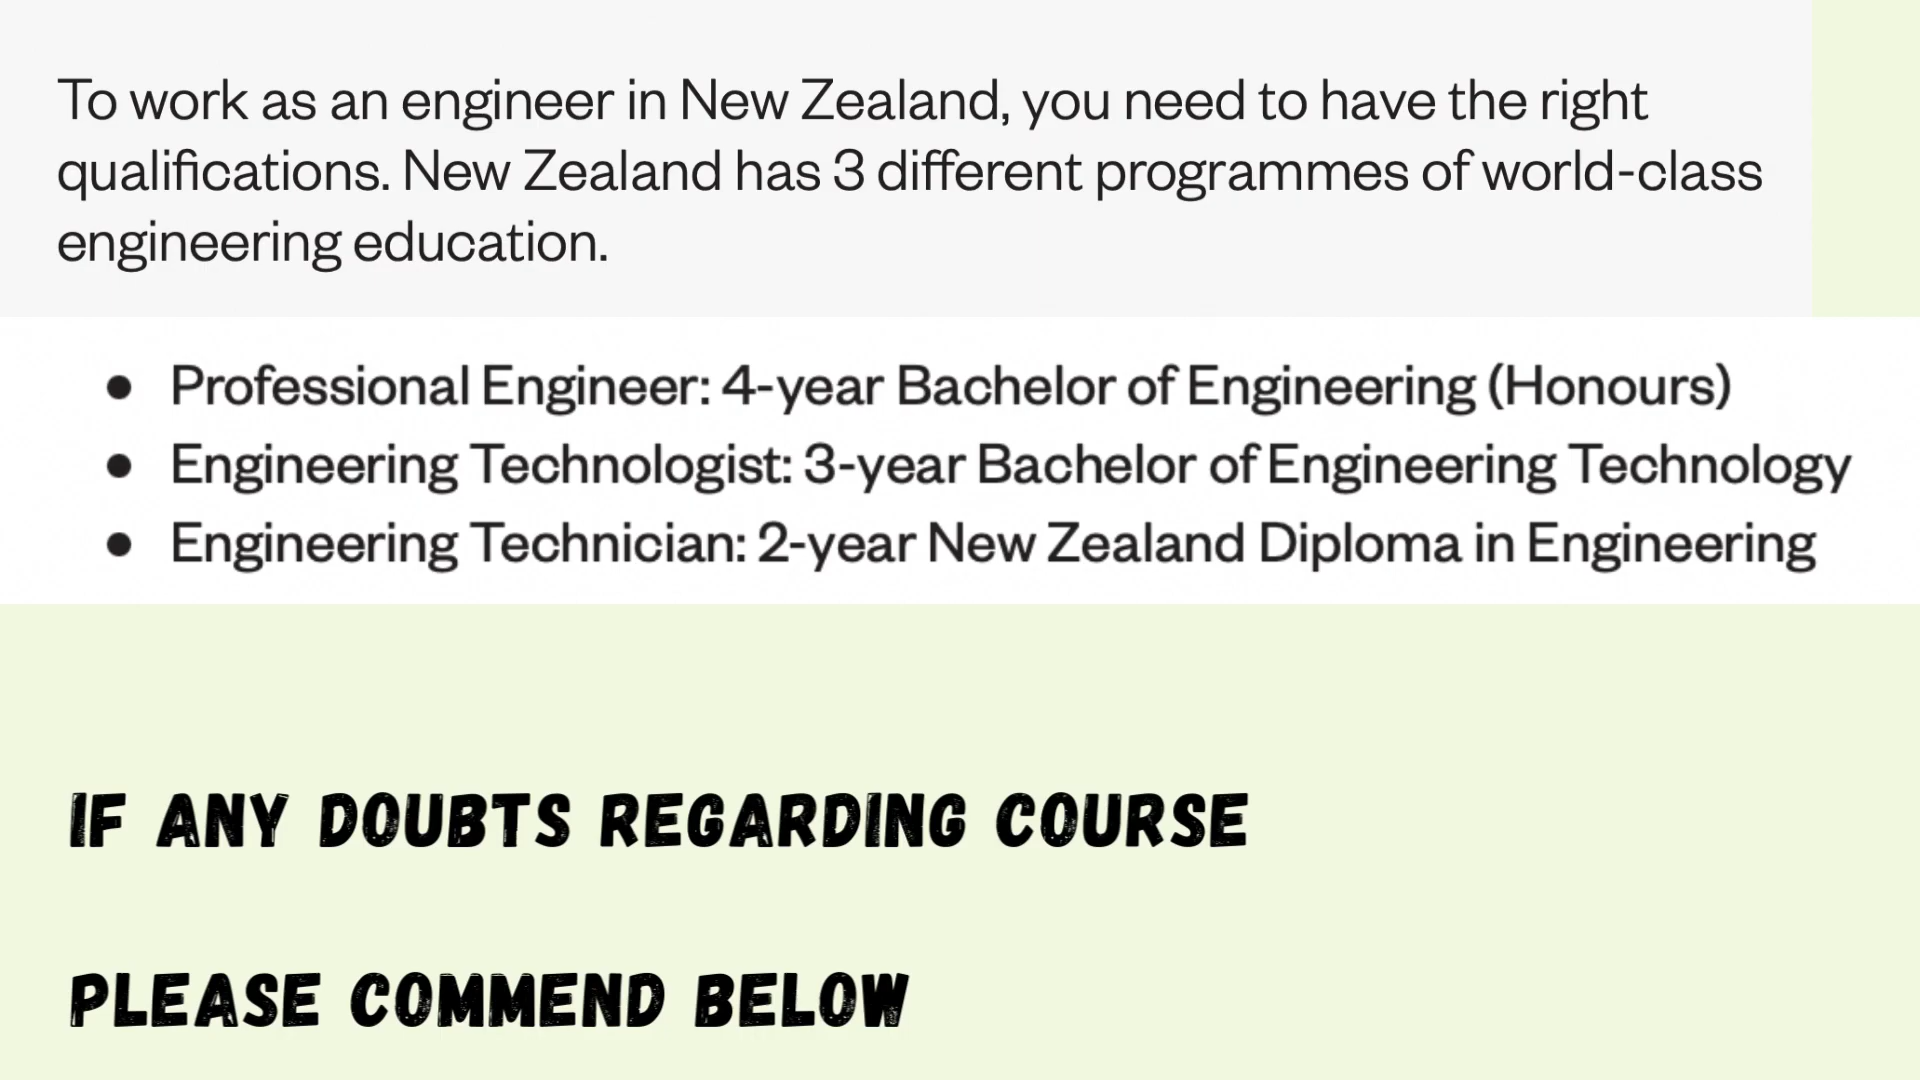 To work as an engineer in New Zealand, you need to have the right
qualifications. New Zealand has 3 different programmes of world-class
engineering education.
• Professional Engineer: 4-year Bachelor of Engineering (Honours)
• Engineering Technologist: 3-year Bachelor of Engineering Technology
• Engineering Technician: 2-year New Zealand Diploma in Engineering
IF ANY DOUBTS REGARDING COURSE
PLEASE COMMEND BELOW